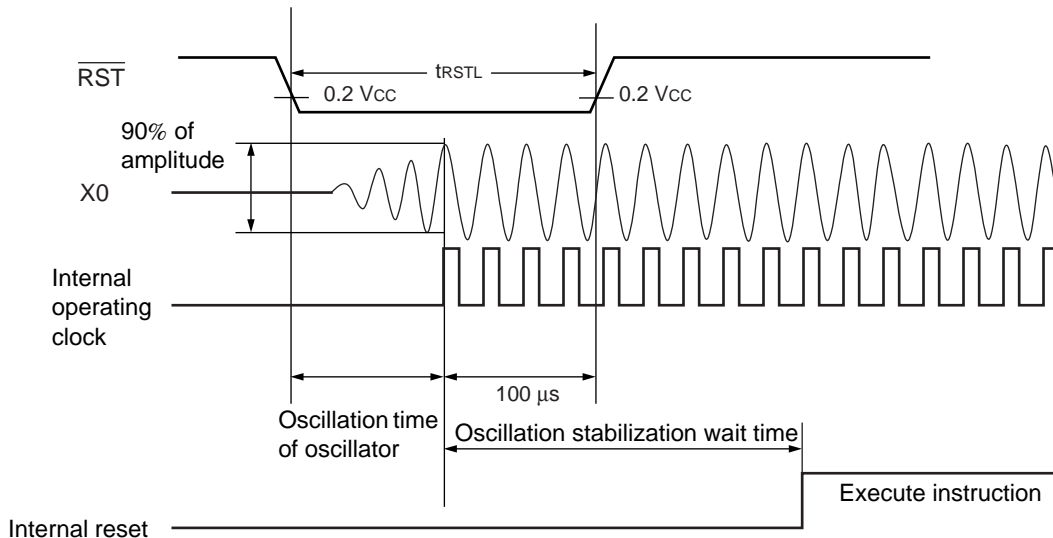 RST
tRSTL
0.2 VCC
0.2 VCC
90% of
amplitude
X0
Internal
operating
clock
100 µs
Oscillation time
of oscillator
Oscillation stabilization wait time
Execute instruction
Internal reset